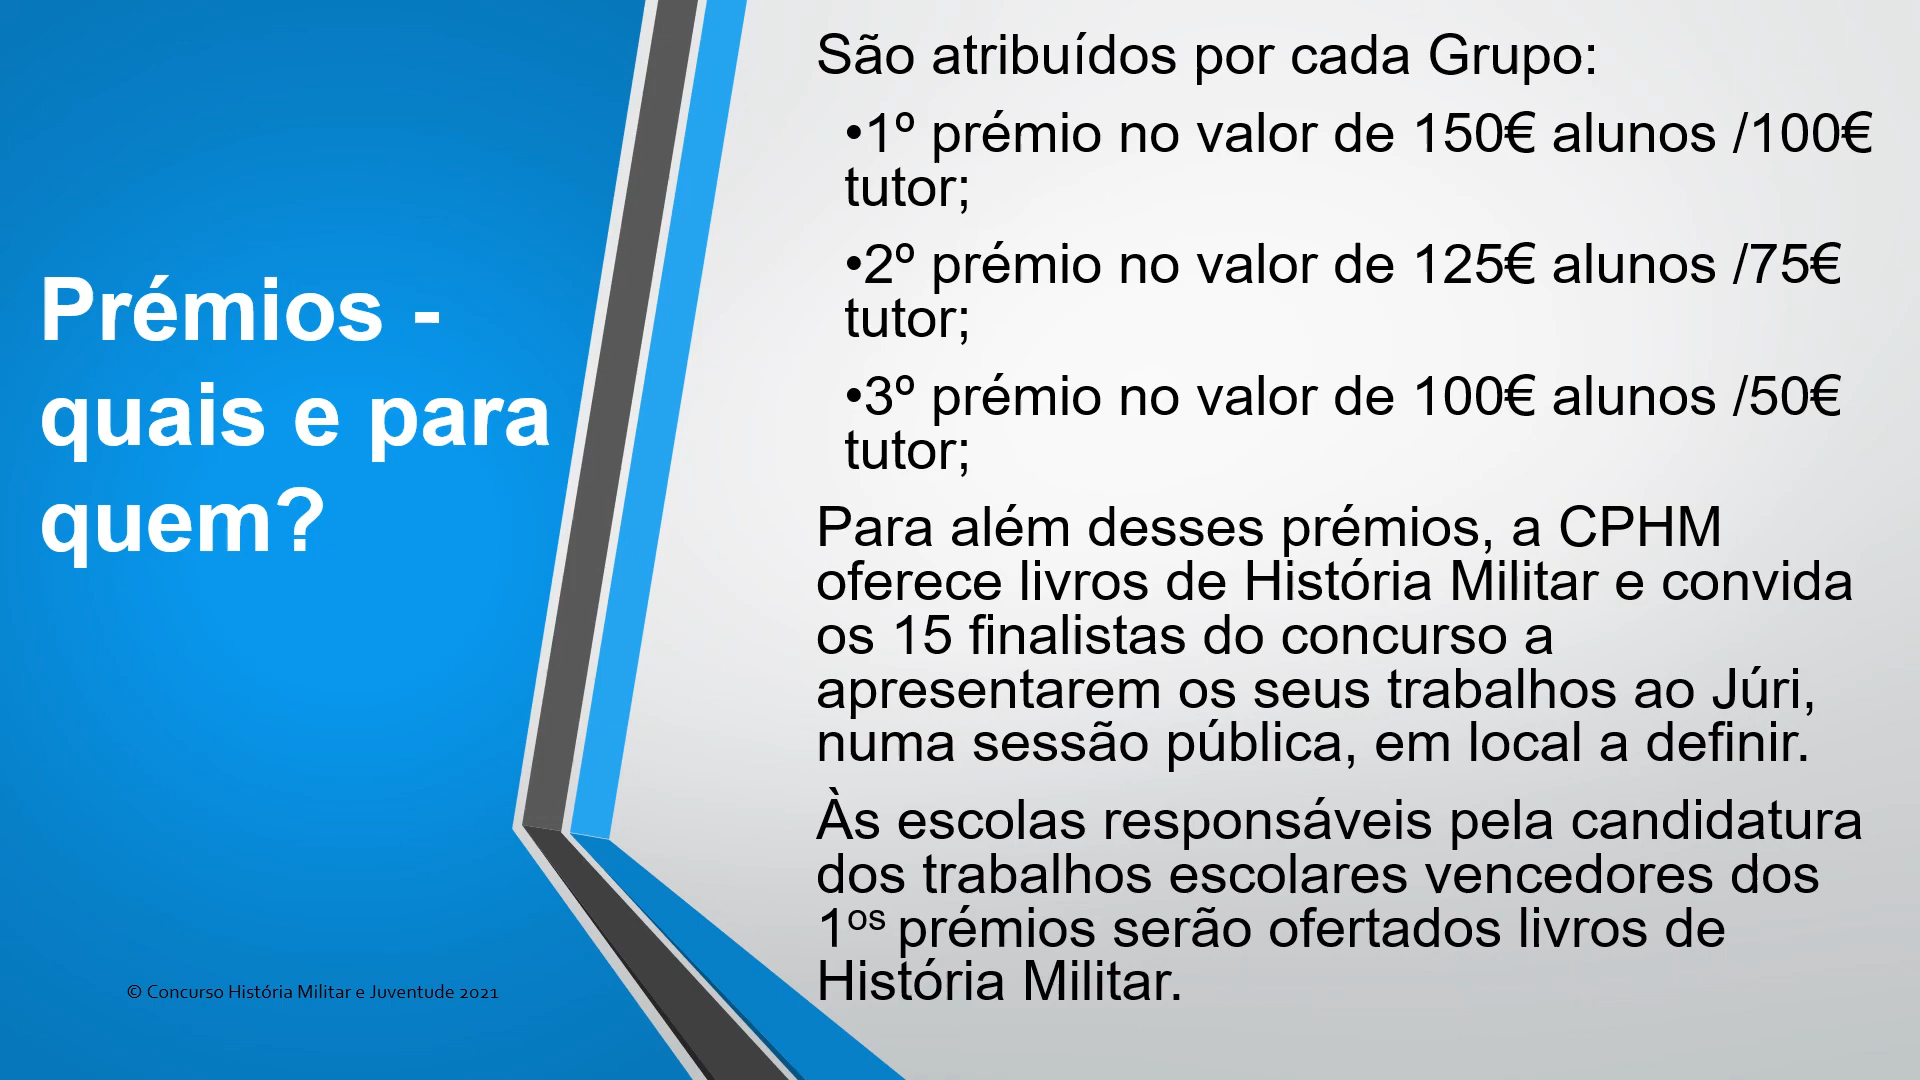 Prémios -
quais e para
quem?
© Concurso História Militar e Juventude 2021
São atribuídos por cada Grupo:
•1º prémio no valor de 150€ alunos /100€
tutor;
•2º prémio no valor de 125€ alunos /75€
tutor;
•3º prémio no valor de 100€ alunos /50€
tutor;
Para além desses prémios, a CPHM
oferece livros de História Militar e convida
os 15 finalistas do concurso a
apresentarem os seus trabalhos ao Júri,
numa sessão pública, em local a definir.
Às escolas responsáveis pela candidatura
dos trabalhos escolares vencedores dos
1ᵒˢ prémios serão ofertados livros de
História Militar.